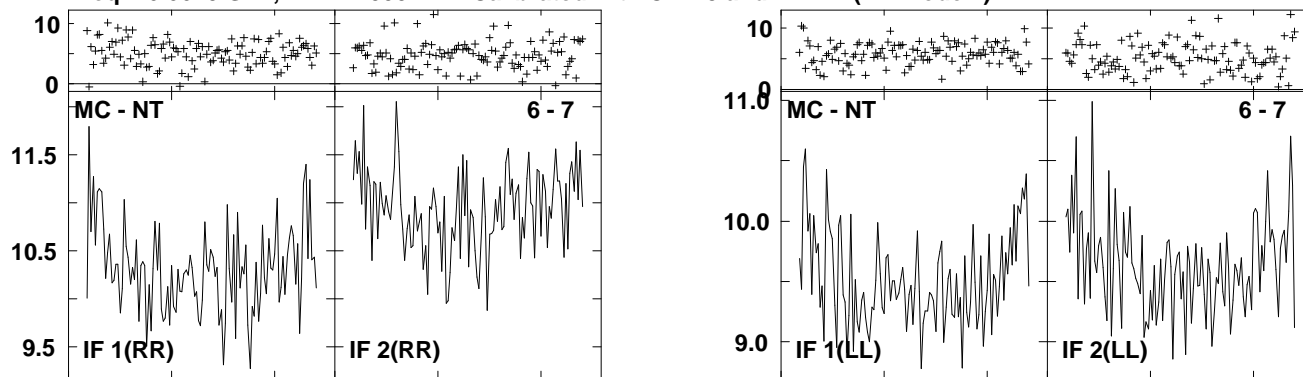 10
0
MC - NT
11.5
10.5
9.5
IF 1(RR)
6 - 7
IF 2(RR)
10
0
11.0
MC - NT
10.0
9.0
IF 1(LL)
6 - 7
IF 2(LL)